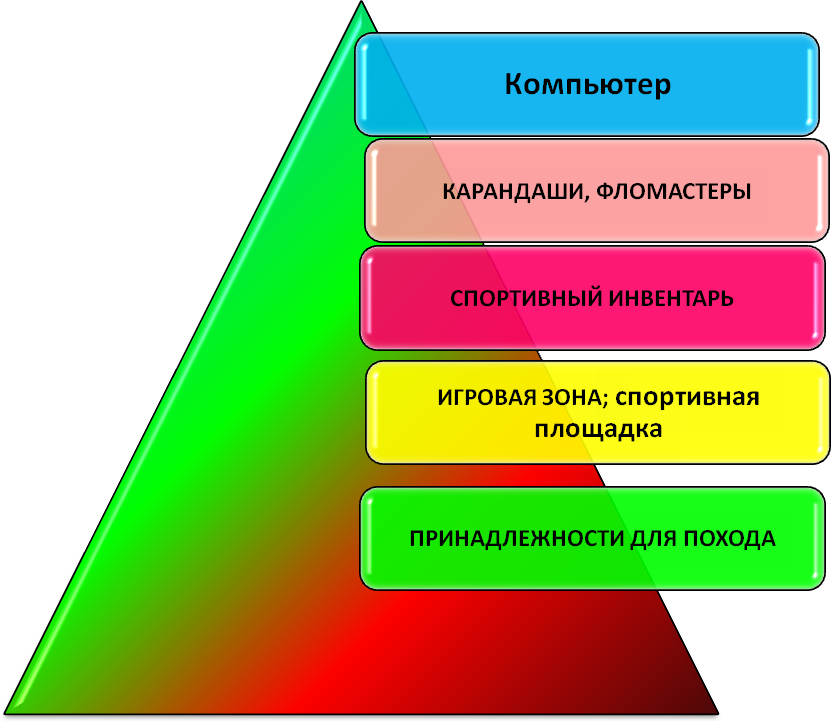 Компьютер
КАРАНДАШИ, ФЛОМАСТЕРЫ
СПОРТИВНЫЙ ИНВЕНТАРЬ
ИГРОВАЯ ЗОНА; спортивная
площадка
ПРИНАДЛЕЖНОСТИ ДЛЯ ПОХОДА